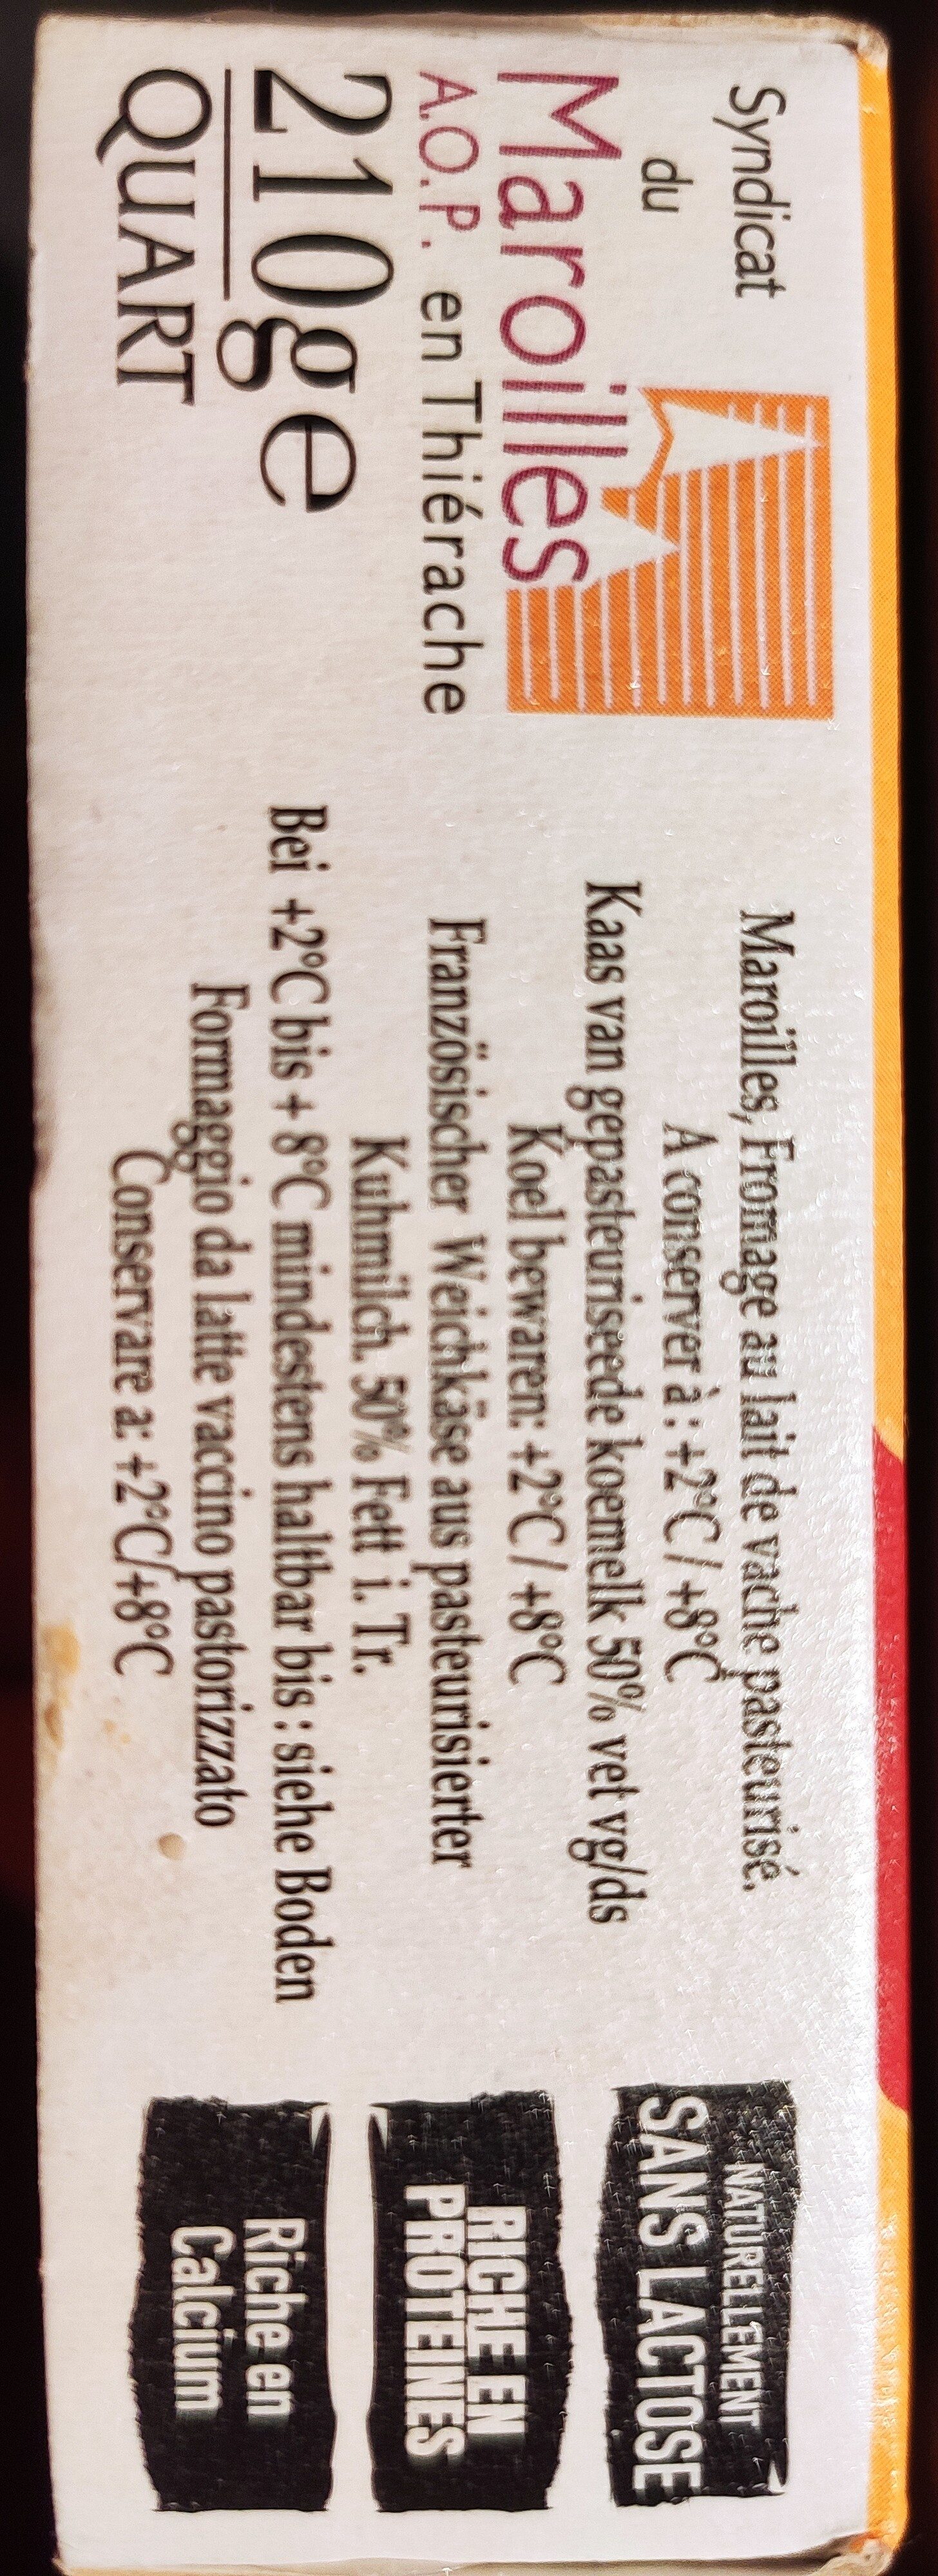 Syndicat
du
Maroilles
A.O.P. en Thiérache
210g e
QUART
Maroilles, Fromage au lait de vache pasteurisé.
A conserver à : +2°C / +8°C
Kaas van gepasteuriseede koemelk 50% vet vg/ds
Koel bewaren: +2°C / +8°C
Französischer Weichkäse aus pasteurisierter
Kuhmilch. 50% Fett i. Tr.
Bei +2°C bis + 8°C mindestens haltbar bis : siehe Boden
Formaggio da latte vaccino pastorizzato
Conservare a: +2°C/+8°C
NATURELLEMENT
SANS LACTOSE
RICHE EN
PROTEINES
Riche en
Calcium